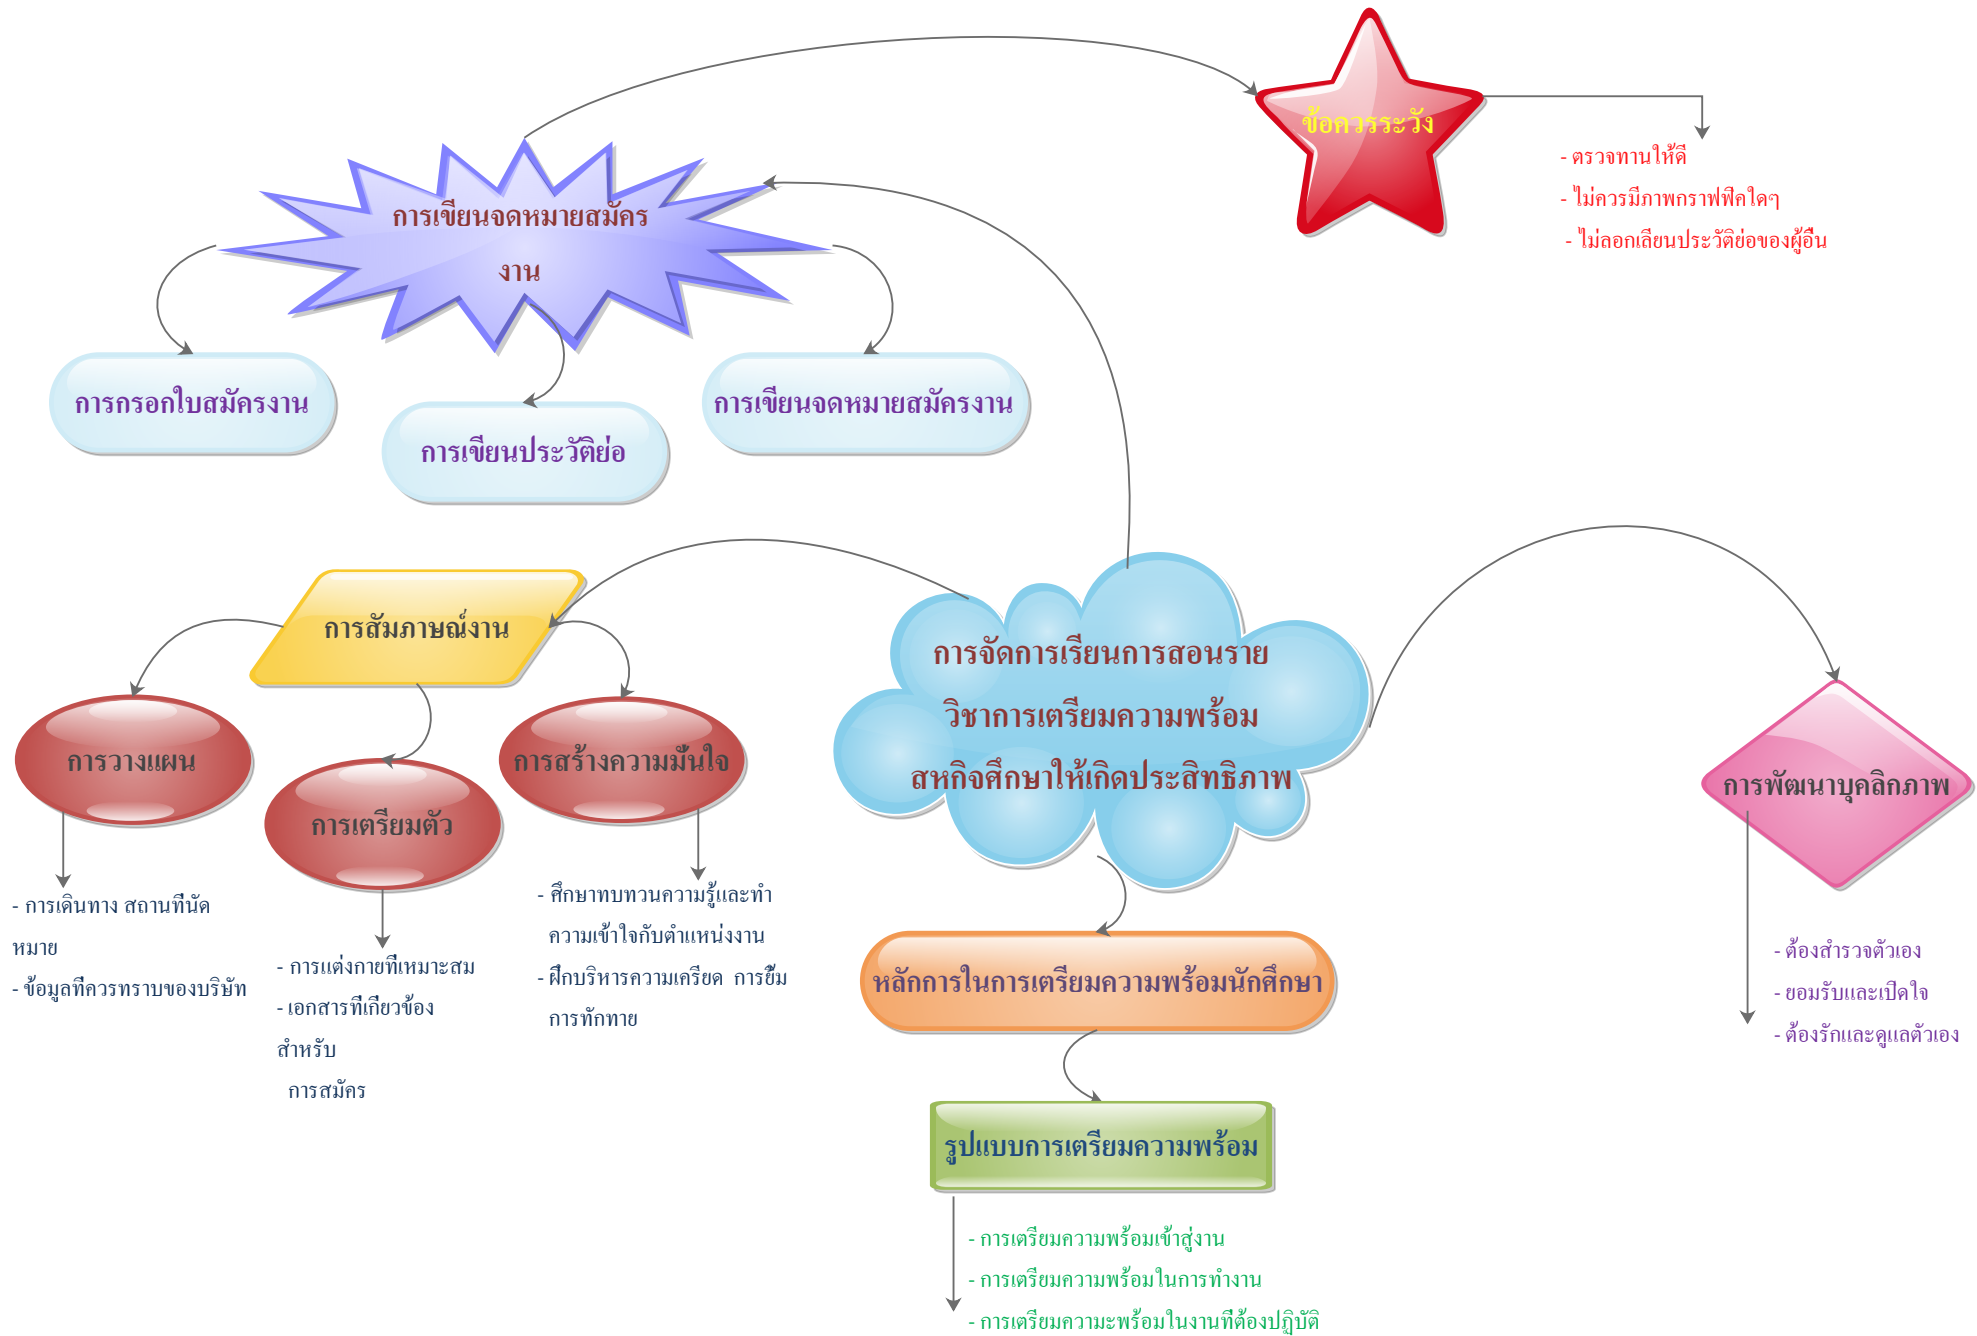 ข้อควรระวัง
- ตรวจทานให้ดี
- ไม่ควรมีภาพกราฟฟิคใดๆ
- ไม่ลอกเลียนประวัติย่อของผู้อื่น
การเขียนจดหมายสมัคร
งาน
การกรอกใบสมัครงาน
การเขียนประวัติย่อ
การเขียนจดหมายสมัครงาน
การสัมภาษณ์งาน
การวางแผน
การเตรียมตัว
การสร้างความมั่นใจ
- การเดินทาง สถานที่นัด
หมาย
- ข้อมูลที่ควรทราบของบริษัท
- การแต่งกายที่เหมาะสม
- เอกสารที่เกี่ยวข้อง
สำหรับ
การสมัคร
- ศึกษาทบทวนความรู้และทำ
ความเข้าใจกับตำแหน่งงาน
- ฝึกบริหารความเครียด การยิ้ม
การทักทาย
การจัดการเรียนการสอนราย
วิชาการเตรียมความพร้อม
สหกิจศึกษาให้เกิดประสิทธิภาพ
การพัฒนาบุคลิกภาพ
- ต้องสำรวจตัวเอง
- ยอมรับและเปิดใจ
- ต้องรักและดูแลตัวเอง
หลักการในการเตรียมความพร้อมนักศึกษา
รูปแบบการเตรียมความพร้อม
- การเตรียมความพร้อมเข้าสู่งาน
- การเตรียมความพร้อมในการทำงาน
- การเตรียมความะพร้อมในงานที่ต้องปฏิบัติ